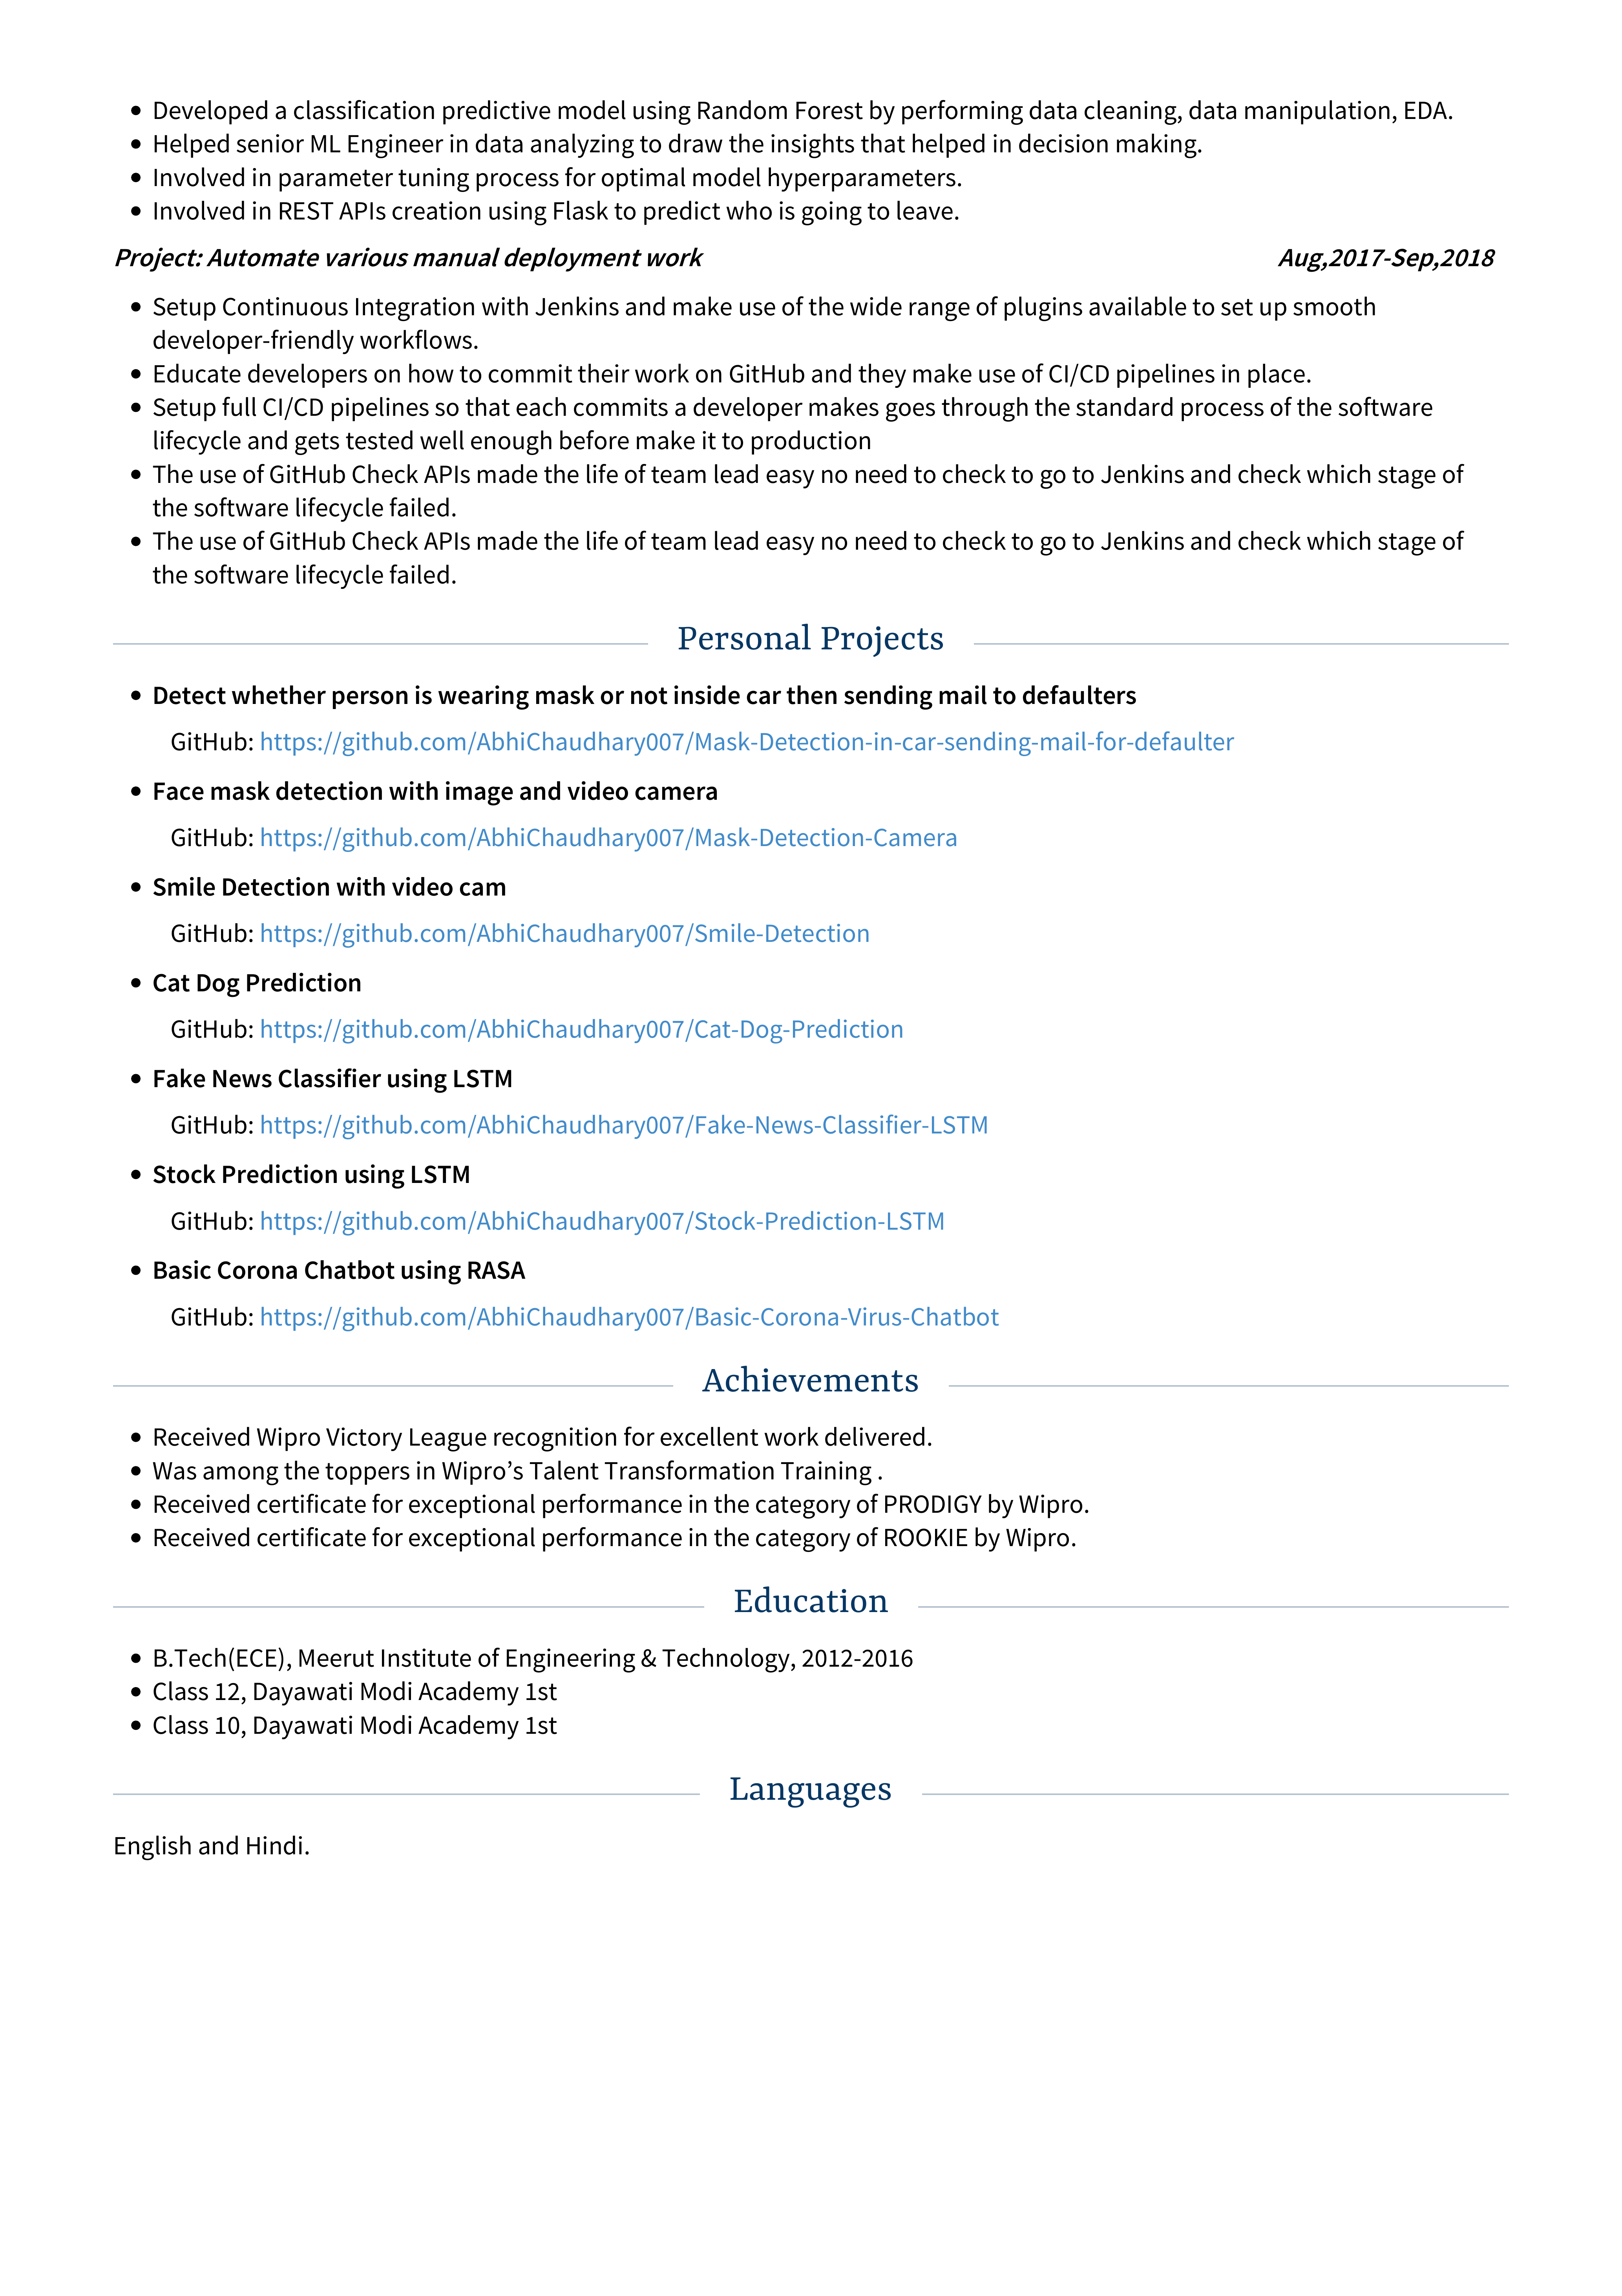 • Developed a classification predictive model using Random Forest by performing data cleaning, data manipulation, EDA.
• Helped senior ML Engineer in data analyzing to draw the insights that helped in decision making.
• Involved in parameter tuning process for optimal model hyperparameters.
• Involved in REST APIs creation using Flask to predict who is going to leave.
Project: Automate various manual deployment work Aug,2017-Sep,2018
• Setup Continuous Integration with Jenkins and make use of the wide range of plugins available to set up smooth
developer-friendly workflows.
• Educate developers on how to commit their work on GitHub and they make use of CI/CD pipelines in place.
• Setup full CI/CD pipelines so that each commits a developer makes goes through the standard process of the software
lifecycle and gets tested well enough before make it to production
• The use of GitHub Check APIs made the life of team lead easy no need to check to go to Jenkins and check which stage of
the software lifecycle failed.
• The use of GitHub Check APIs made the life of team lead easy no need to check to go to Jenkins and check which stage of
the software lifecycle failed.
Personal Projects
• Detect whether person is wearing mask or not inside car then sending mail to defaulters
GitHub: https://github.com/AbhiChaudhary007/Mask-Detection-in-car-sending-mail-for-defaulter
• Face mask detection with image and video camera
GitHub: https://github.com/AbhiChaudhary007/Mask-Detection-Camera
• Smile Detection with video cam
GitHub: https://github.com/AbhiChaudhary007/Smile-Detection
• Cat Dog Prediction
GitHub: https://github.com/AbhiChaudhary007/Cat-Dog-Prediction
• Fake News Classifier using LSTM
GitHub: https://github.com/AbhiChaudhary007/Fake-News-Classifier-LSTM
• Stock Prediction using LSTM
GitHub: https://github.com/AbhiChaudhary007/Stock-Prediction-LSTM
• Basic Corona Chatbot using RASA
GitHub: https://github.com/AbhiChaudhary007/Basic-Corona-Virus-Chatbot
Achievements
• Received Wipro Victory League recognition for excellent work delivered.
• Was among the toppers in Wipro’s Talent Transformation Training .
• Received certificate for exceptional performance in the category of PRODIGY by Wipro.
• Received certificate for exceptional performance in the category of ROOKIE by Wipro.
Education
• B.Tech(ECE), Meerut Institute of Engineering & Technology, 2012-2016
• Class 12, Dayawati Modi Academy 1st
• Class 10, Dayawati Modi Academy 1st
Languages
English and Hindi.